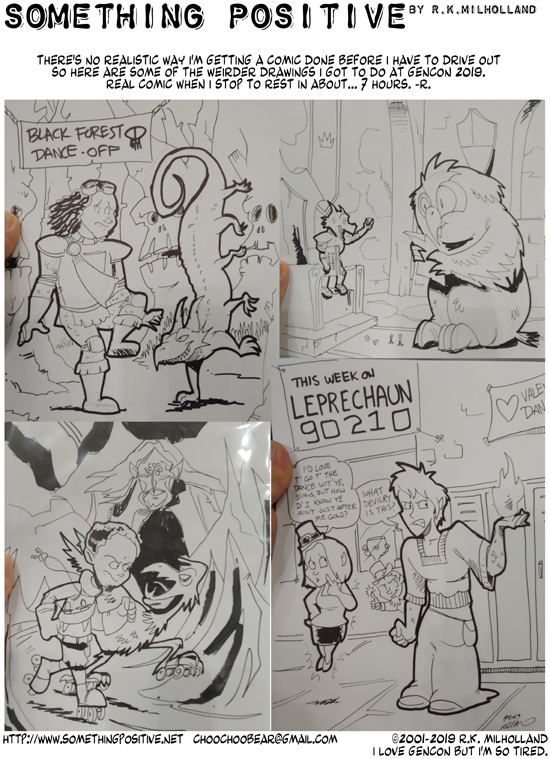 SOMETHING POSITIVE BY R.K.MILHOLLAND
THERE'S NO REALISTIC WAY I'M GETTING A COMIC DONE BEFORE I HAVE TO DRIVE OUT
SO HERE ARE SOME OF THE WEIRDER DRAWINGS I GOT TO DO AT GENCON 2019.
REAL COMIC WHEN I STOP TO REST IN ABOUT... 7 HOURS. -R.
BLACK FOREST
DANCE-OFF
THIS WEEK ON
LEPRECHAUN
90210
VALE
DAN
I'D LOVE
T' GO T' THE
DANCE WIT' YE,
BUT HOW
D' I KNOW YE
AIN'T JUST AFTER
ME GOLD?
WHAT
DEVILRY
IS THIS?
HTTP://WWW.SOMETHINGPOSITIVE.NET CHOOCHOOBEAR@GMAIL.COM
©2001-2019 R.K. MILHOLLAND
I LOVE GENCON BUT I'M SO TIRED.